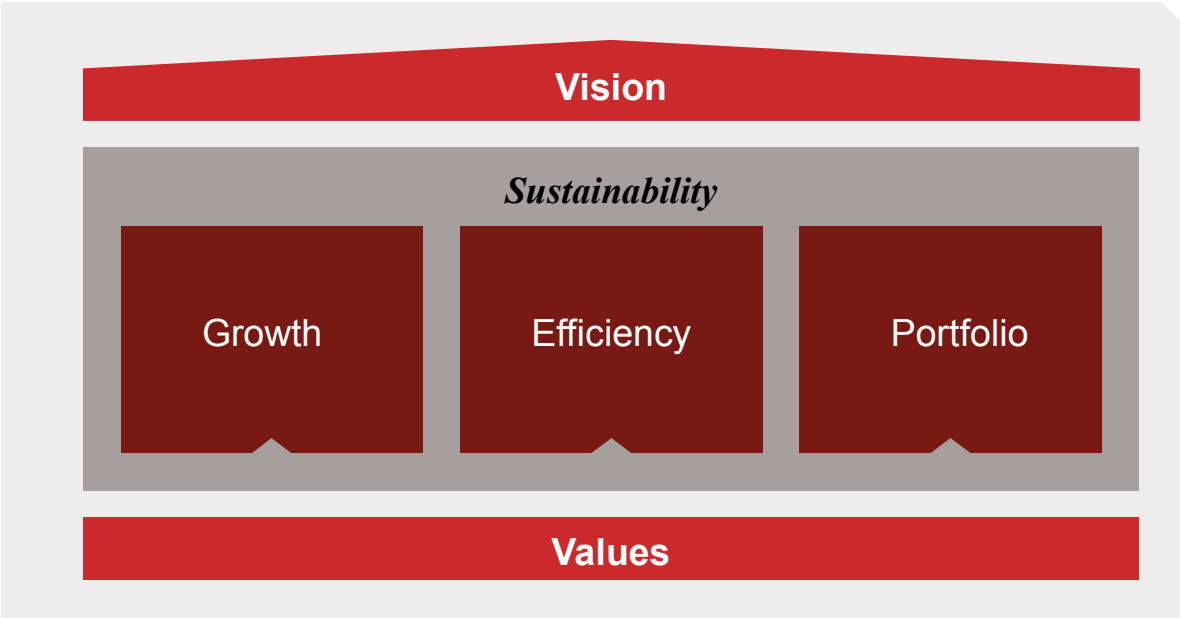 Vision
Sustainability
Growth
Efficiency
Portfolio
Values